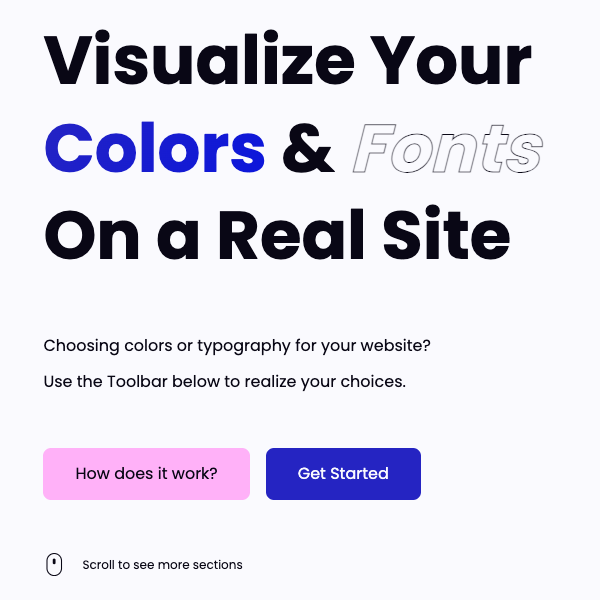 Visualize Your
Colors & Fonts
On a Real Site
Choosing colors or typography for your website?
Use the Toolbar below to realize your choices.
How does it work? Get Started
Scroll to see more sections